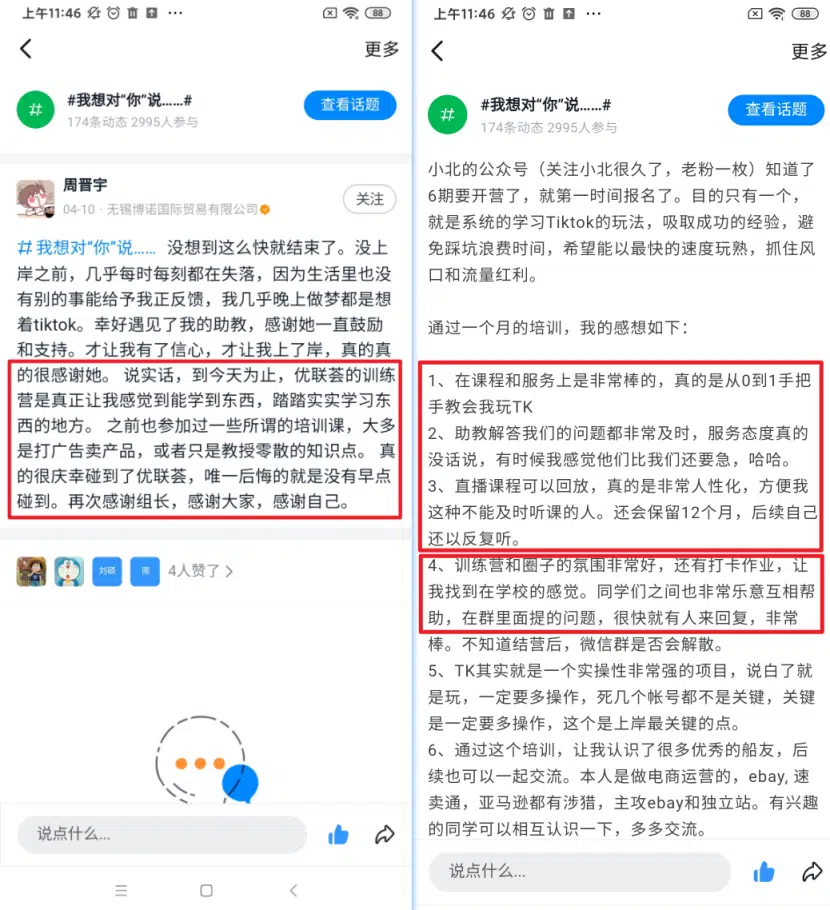 上午11:46
88
更多
#
#我想对“你”说......#
174条动态 2995人参与
查看话题
周晋宇
04-10 · 无锡博诺国际贸易有限公司
关注
# 我想对“你”说...... 没想到这么快就结束了。没上
岸之前，几乎每时每刻都在失落，因为生活里也没
有别的事能给予我正反馈，我几乎晚上做梦都是想
着tiktok。幸好遇见了我的助教，感谢她一直鼓励
和支持。才让我有了信心，才让我上了岸，真的真
的很感谢她。 说实话，到今天为止，优联荟的训练
营是真正让我感觉到能学到东西，踏踏实实学习东
西的地方。 之前也参加过一些所谓的培训课，大多
是打广告卖产品，或者只是教授零散的知识点。 真
的很庆幸碰到了优联荟，唯一后悔的就是没有早点
碰到。再次感谢组长，感谢大家，感谢自己。
刘硕
陈
4人赞了
说点什么...
上午11:46
88
更多
#
#我想对“你”说......#
174条动态 2995人参与
查看话题
小北的公众号（关注小北很久了，老粉一枚）知道了
6期要开营了，就第一时间报名了。目的只有一个，
就是系统的学习Tiktok的玩法，吸取成功的经验，避
免踩坑浪费时间，希望能以最快的速度玩熟，抓住风
口和流量红利。
通过一个月的培训，我的感想如下：
1、在课程和服务上是非常棒的，真的是从0到1手把
手教会我玩TK
2、助教解答我们的问题都非常及时，服务态度真的
没话说，有时候我感觉他们比我们还要急，哈哈。
3、直播课程可以回放，真的是非常人性化，方便我
这种不能及时听课的人。还会保留12个月，后续自己
还以反复听。
4、训练营和圈子的氛围非常好，还有打卡作业，让
我找到在学校的感觉。同学们之间也非常乐意互相帮
助，在群里面提的问题，很快就有人来回复，非常
棒。不知道结营后，微信群是否会解散。
5、TK其实就是一个实操性非常强的项目，说白了就
是玩，一定要多操作，死几个帐号都不是关键，关键
是一定要多操作，这个是上岸最关键的点。
6、通过这个培训，让我认识了很多优秀的船友，后
续也可以一起交流。本人是做电商运营的，ebay, 速
卖通，亚马逊都有涉猎，主攻ebay和独立站。有兴趣
的同学可以相互认识一下，多多交流。
说点什么...